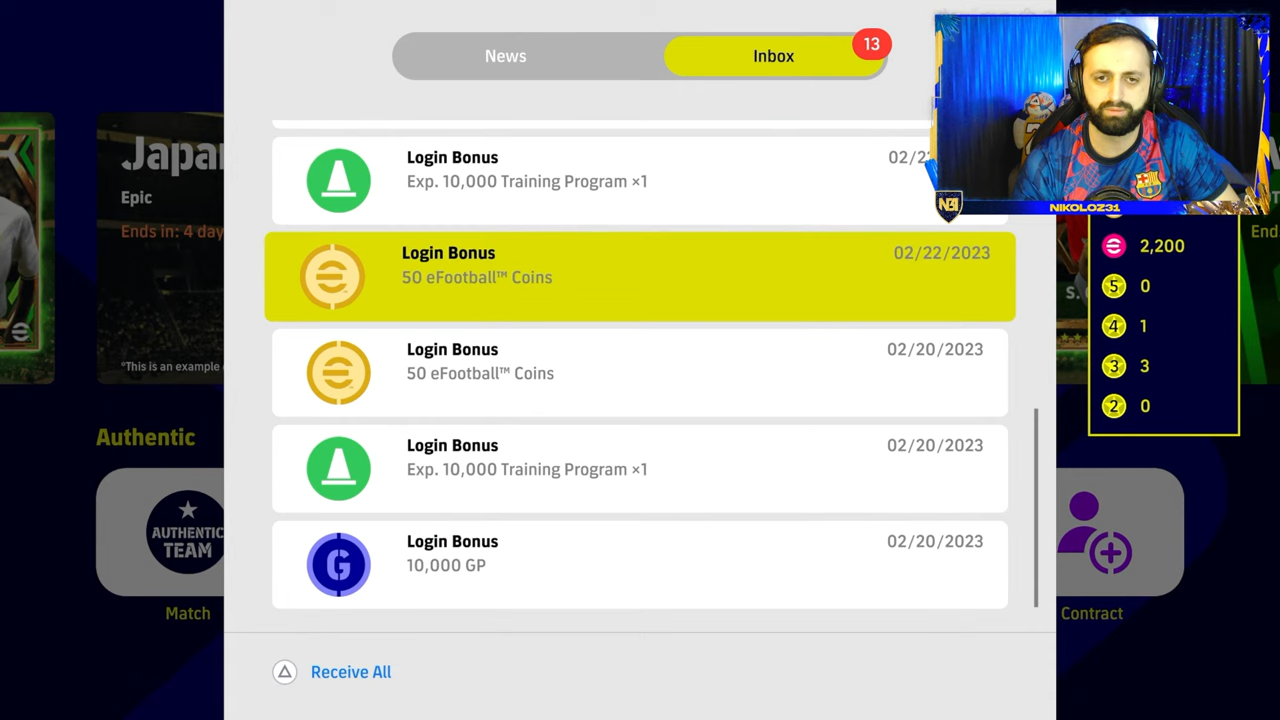 News
Inbox
13
Login Bonus
Exp. 10,000 Training Program ×1
Login Bonus
02/22/2023
50 eFootball™ Coins
Login Bonus
02/20/2023
50 eFootball™ Coins
Login Bonus
02/20/2023
Exp. 10,000 Training Program ×1
Login Bonus
02/20/2023
10,000 GP
Receive All
Epic
Ends in: 4 day
*This is an example
Authentic
AUTHENTIC
TEAM
Match
N31
NIKOLOZ31
2,200
5 0
4 1
3 3
2 0
Contract